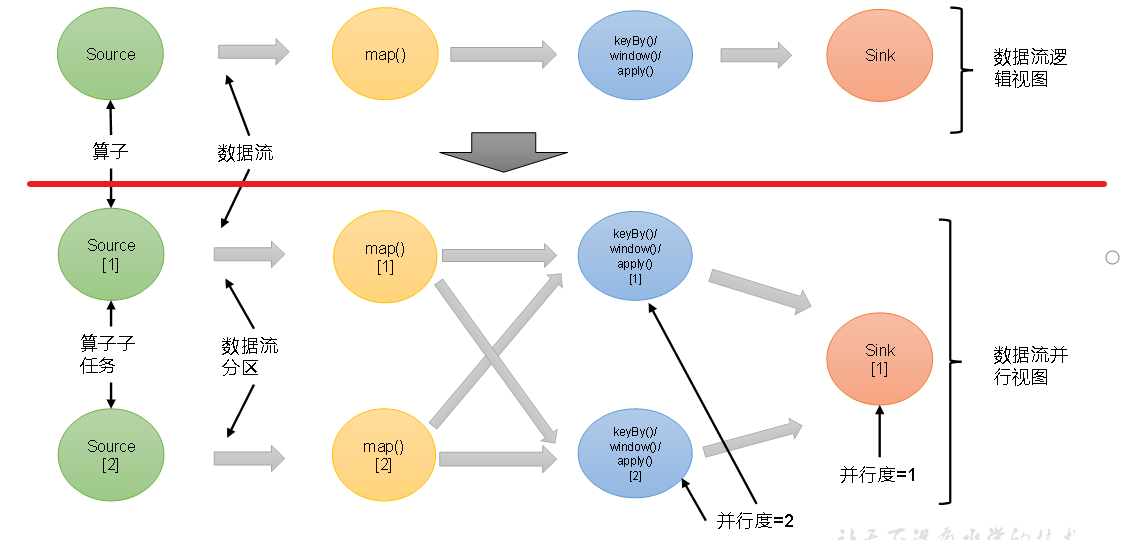 Source
map()
keyBy()/
window()/
apply()
Sink
数据流逻
辑视图
算子
数据流
Source
[1]
map()
[1]
keyBy()/
window()/
apply()
[1]
算子子
任务
数据流
分区
Sink
[1]
数据流并
行视图
Source
[2]
map()
[2]
keyBy()/
window()/
apply()
[2]
并行度=1
并行度=2